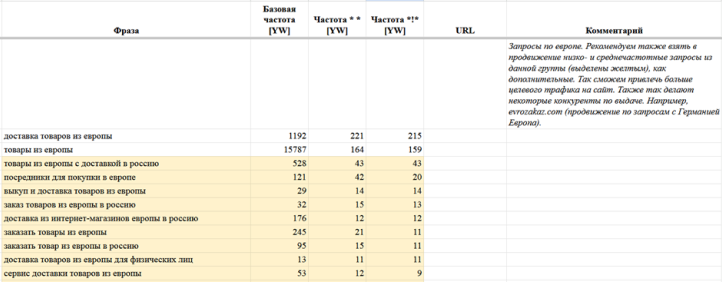 Фраза Базовая частота [YW] Частота * * [YW] Частота *!* [YW] URL Комментарий
Запросы по европе. Рекомендуем также взять в
продвижение низко- и среднечастотные запросы из
данной группы (выделены желтым), как
дополнительные. Так сможем привлечь больше
целевого трафика на сайт. Также так делают
некоторые конкуренты по выдаче. Например,
evrozakaz.com (продвижение по запросам с Германией
Европа).
доставка товаров из европы 1192 221 215
товары из европы 15787 164 159
товары из европы с доставкой в россию 528 43 43
посредники для покупки в европе 121 42 20
выкуп и доставка товаров из европы 29 14 14
заказ товаров из европы в россию 32 15 13
доставка из интернет-магазинов европы в россию 176 12 12
заказать товары из европы 245 21 11
заказать товар из европы в россию 95 15 11
доставка товаров из европы для физических лиц 13 11 11
сервис доставки товаров из европы 53 12 9